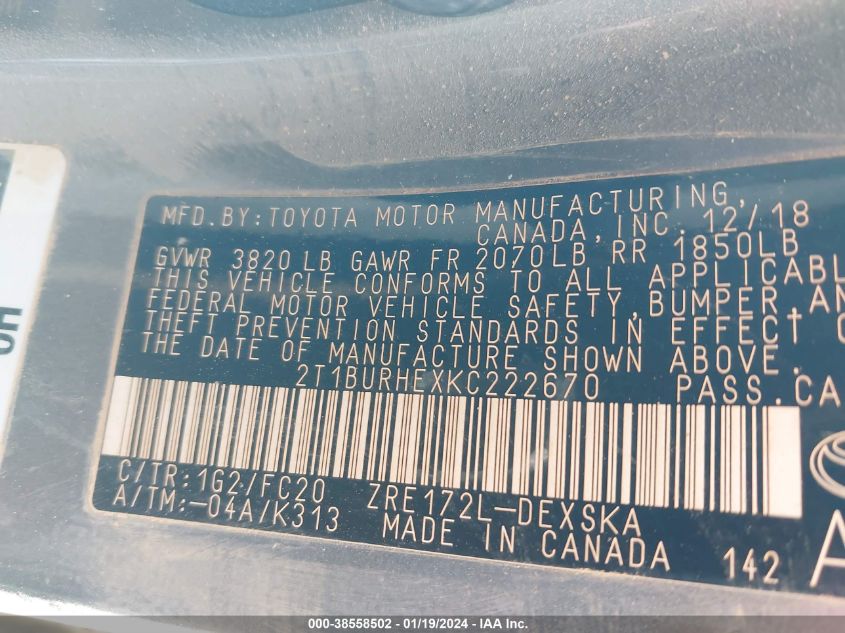 MFD.BY:TOYOTA MOTOR MANUFACTURING,
CANADA,INC. 12/18
GVWR 3820 LB GAWR FR 2070LB RR 1850LB
THIS VEHICLE CONFORMS TO ALL APPLICABL
FEDERAL MOTOR VEHICLE SAFETY,BUMPER,AN
THEFT PREVENTION STANDARDS IN EFFECT O
THE DATE OF MANUFACTURE SHOWN ABOVE.
2T1BURHEXKC222670 PASS.CA
C/TR:1G2/FC20 ZRE172L-DEXSKA
A/TM:-04A/K313 MADE IN CANADA 142
000-38558502 - 01/19/2024 - IAA Inc.